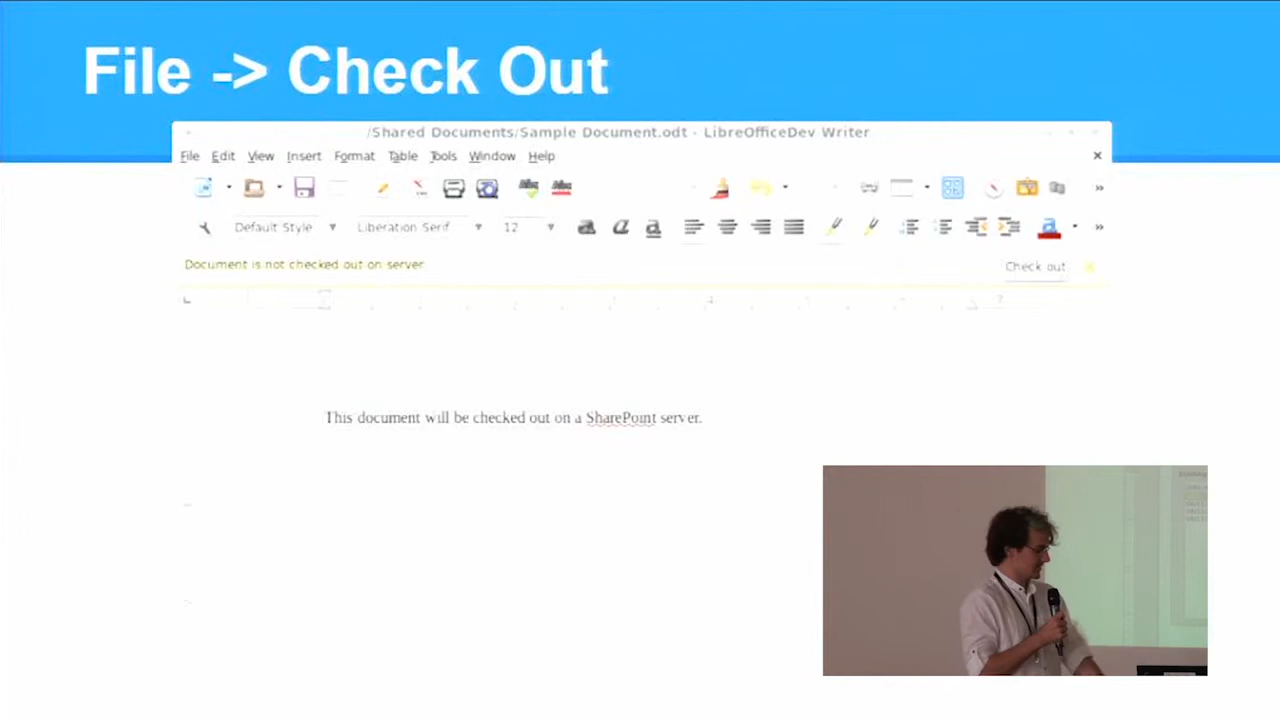 File -> Check Out
/Shared Documents/Sample Document.odt - LibreOfficeDev Writer
File Edit View Insert Format Table Tools Window Help
Default Style Liberation Serif 12
Document is not checked out on server
Check out
This document will be checked out on a SharePoint server.